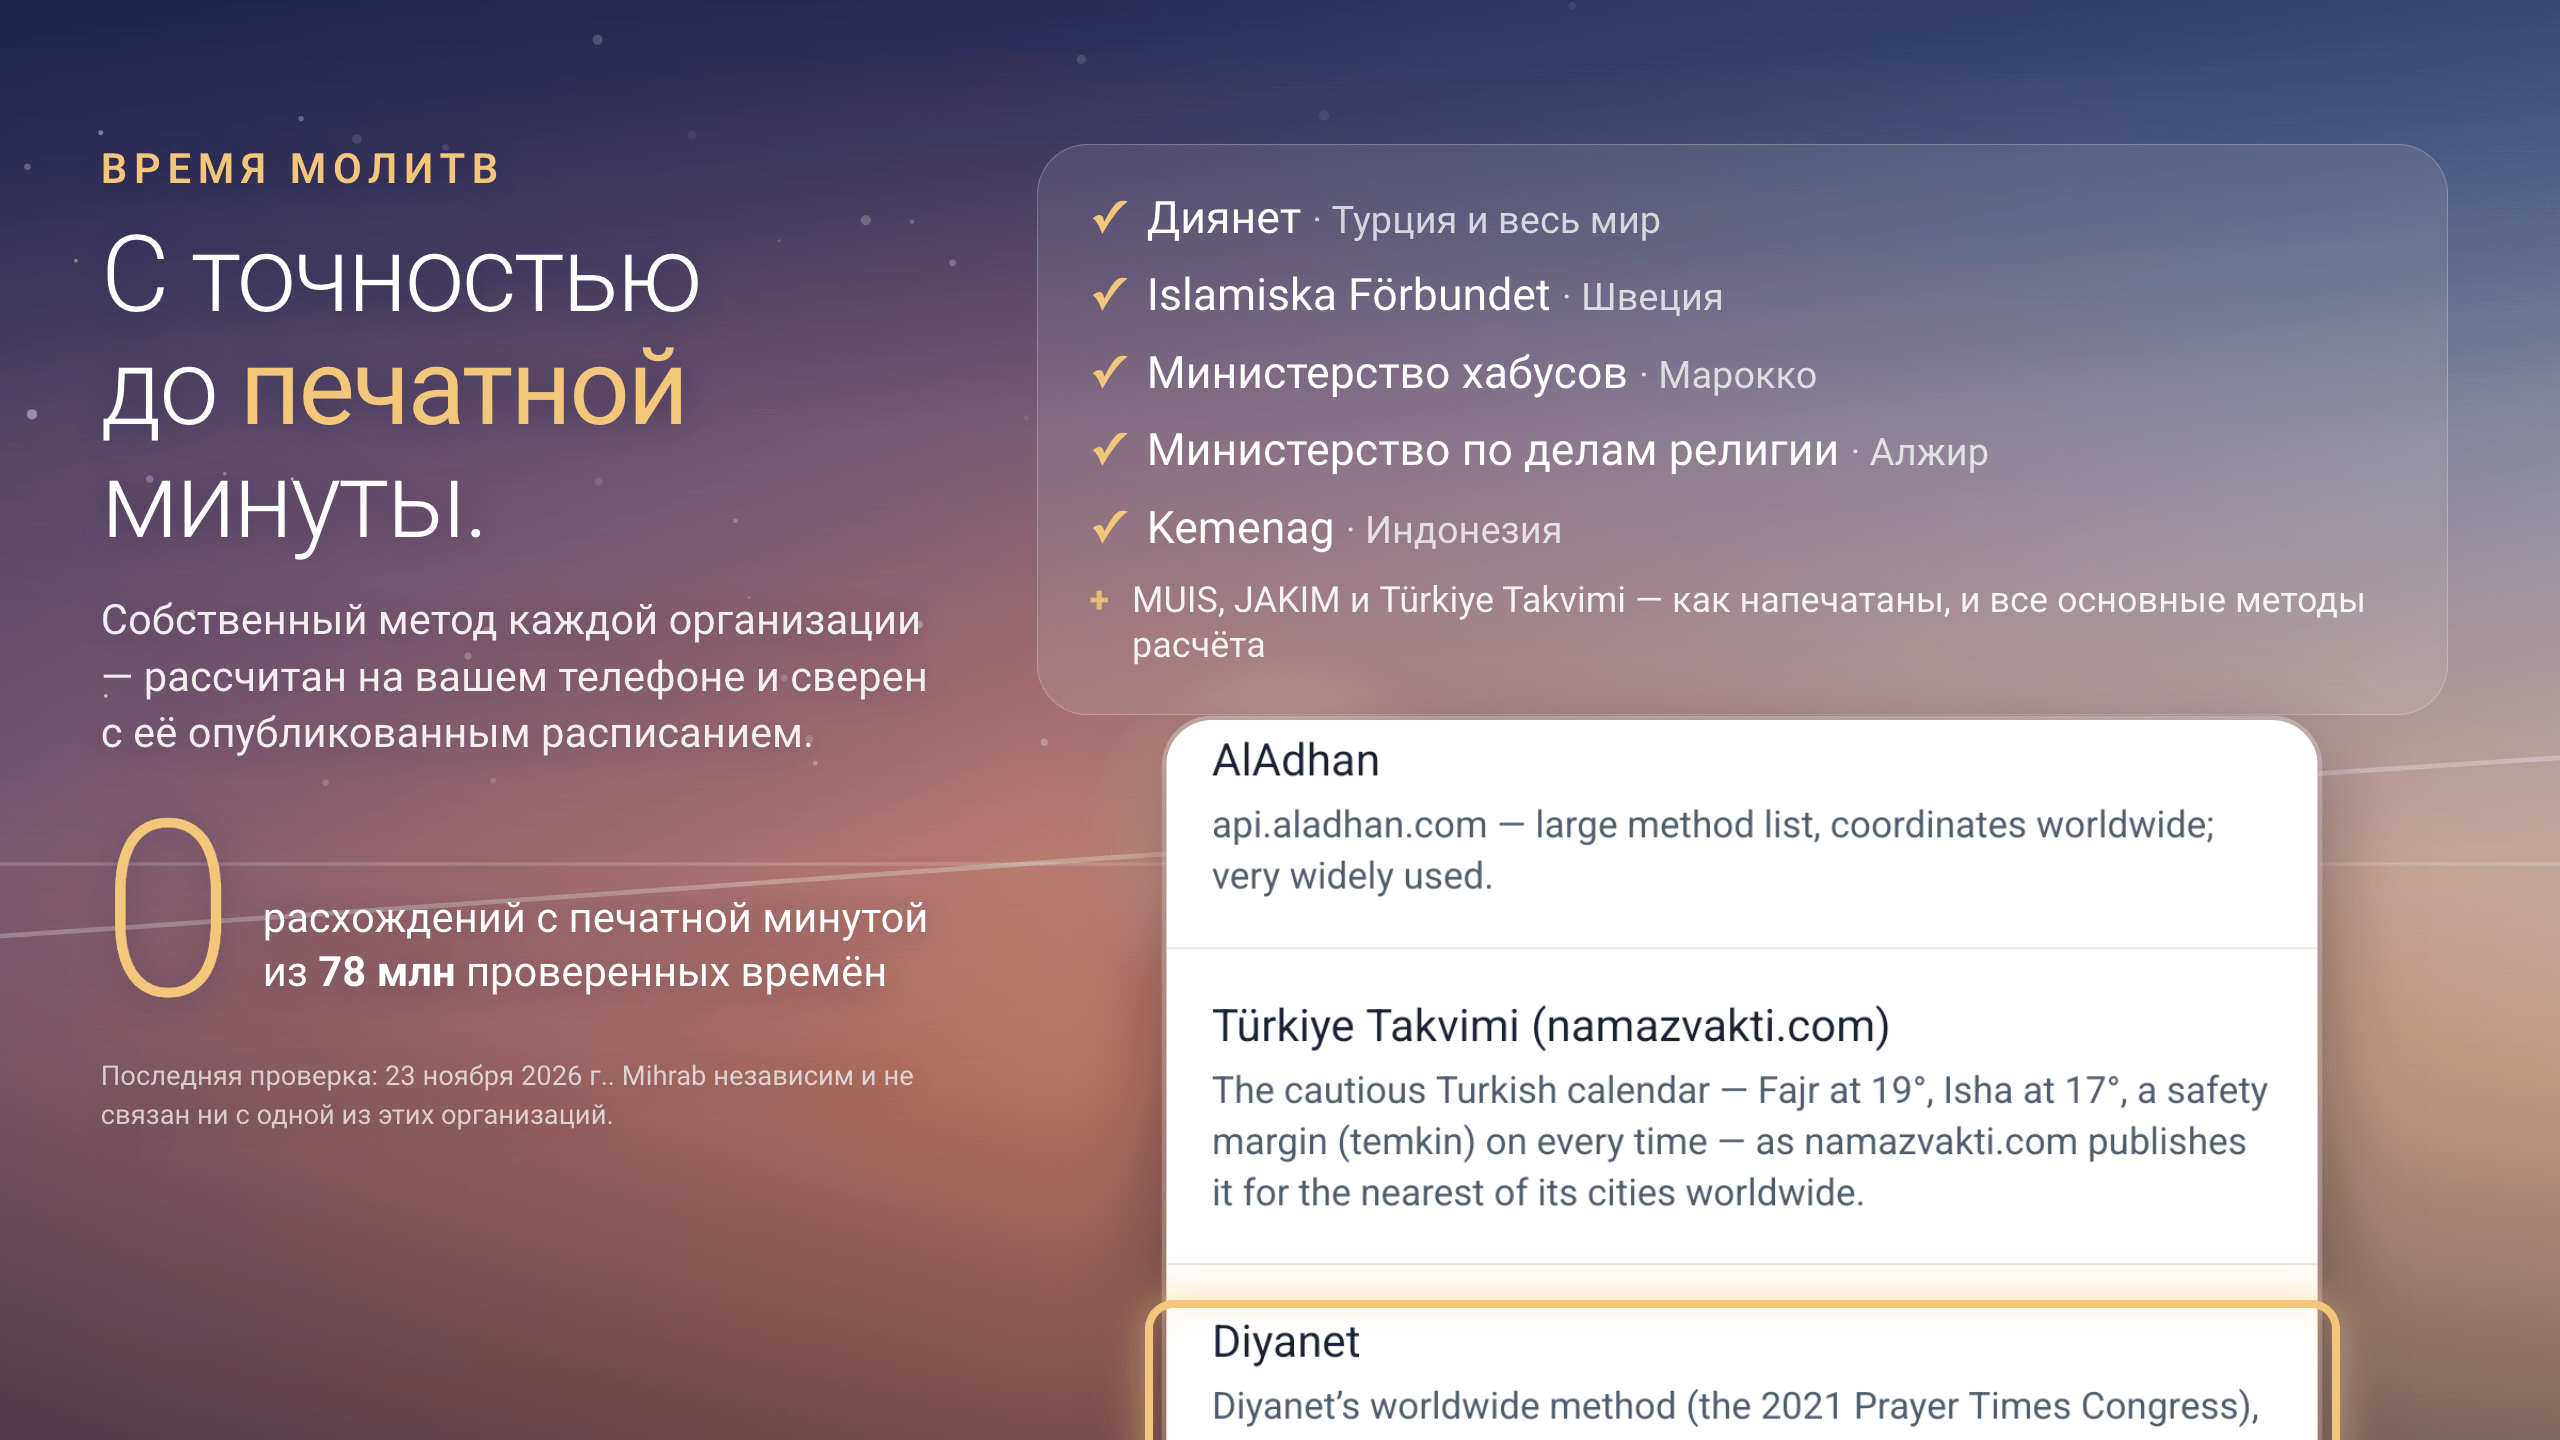 ВРЕМЯ МОЛИТВ
С точностью
до печатной
минуты.
Собственный метод каждой организации
— рассчитан на вашем телефоне и сверен
с её опубликованным расписанием.
0
расхождений с печатной минутой
из 78 млн проверенных времён
Последняя проверка: 23 ноября 2026 г.. Mihrab независим и не
связан ни с одной из этих организаций.
✓ Диянет · Турция и весь мир
✓ Islamiska Förbundet · Швеция
✓ Министерство хабусов · Марокко
✓ Министерство по делам религии · Алжир
✓ Kemenag · Индонезия
+ MUIS, JAKIM и Türkiye Takvimi — как напечатаны, и все основные методы
расчёта
AlAdhan
api.aladhan.com — large method list, coordinates worldwide;
very widely used.
Türkiye Takvimi (namazvakti.com)
The cautious Turkish calendar — Fajr at 19°, Isha at 17°, a safety
margin (temkin) on every time — as namazvakti.com publishes
it for the nearest of its cities worldwide.
Diyanet
Diyanet’s worldwide method (the 2021 Prayer Times Congress),